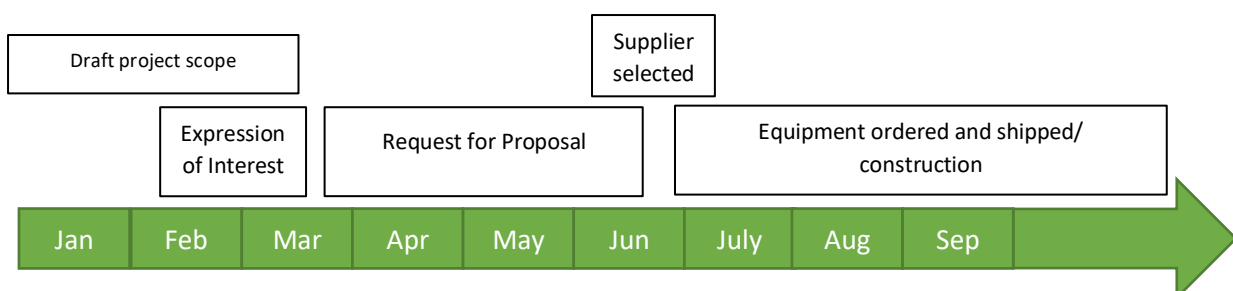 Supplier
selected
Draft project scope
Expression
of Interest
Request for Proposal
Equipment ordered and shipped/
construction
Jan Feb Mar Apr May Jun July Aug Sep